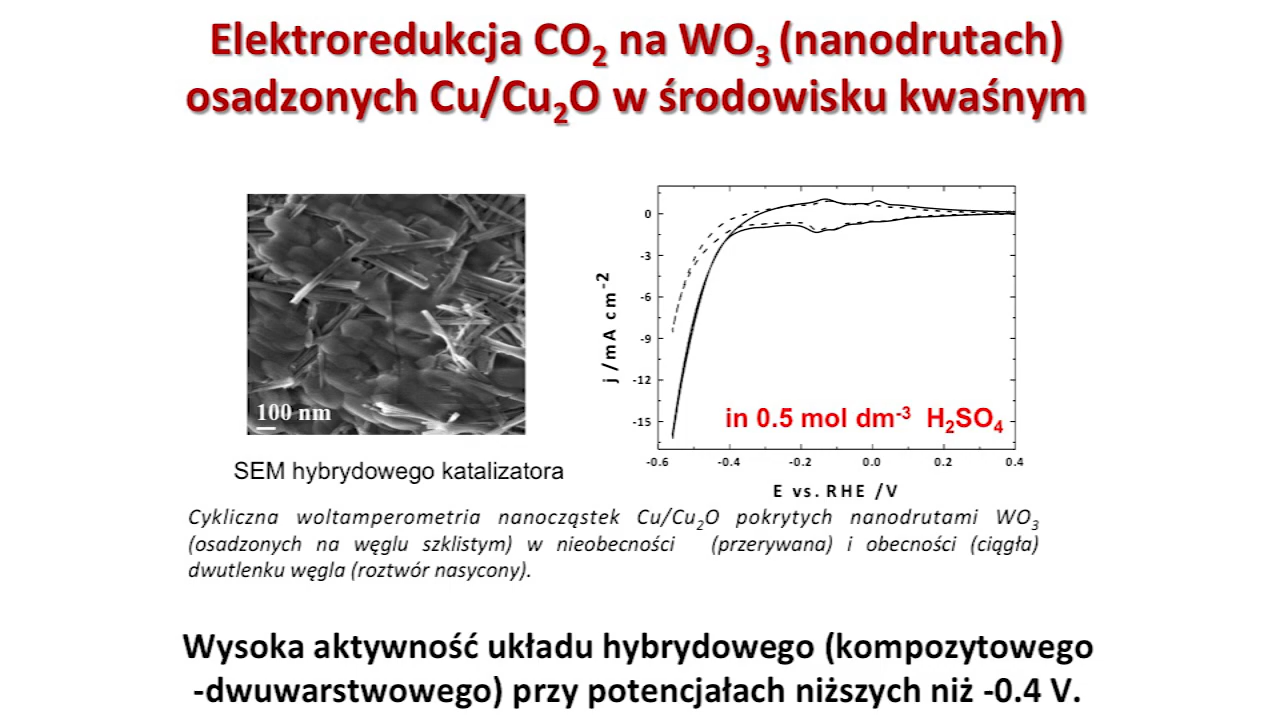 Elektroredukcja CO₂ na WO₃ (nanodrutach)
osadzonych Cu/Cu₂O w środowisku kwaśnym
100 nm
SEM hybrydowego katalizatora
j /mA cm⁻²
0
-3
-6
-9
-12
-15
in 0.5 mol dm⁻³ H₂SO₄
-0.6 -0.4 -0.2 0.0 0.2 0.4
E vs. RHE /V
Cykliczna woltamperometria nanocząstek Cu/Cu₂O pokrytych nanodrutami WO₃
(osadzonych na węglu szklistym) w nieobecności (przerywana) i obecności (ciągła)
dwutlenku węgla (roztwór nasycony).
Wysoka aktywność układu hybrydowego (kompozytowego
-dwuwarstwowego) przy potencjałach niższych niż -0.4 V.